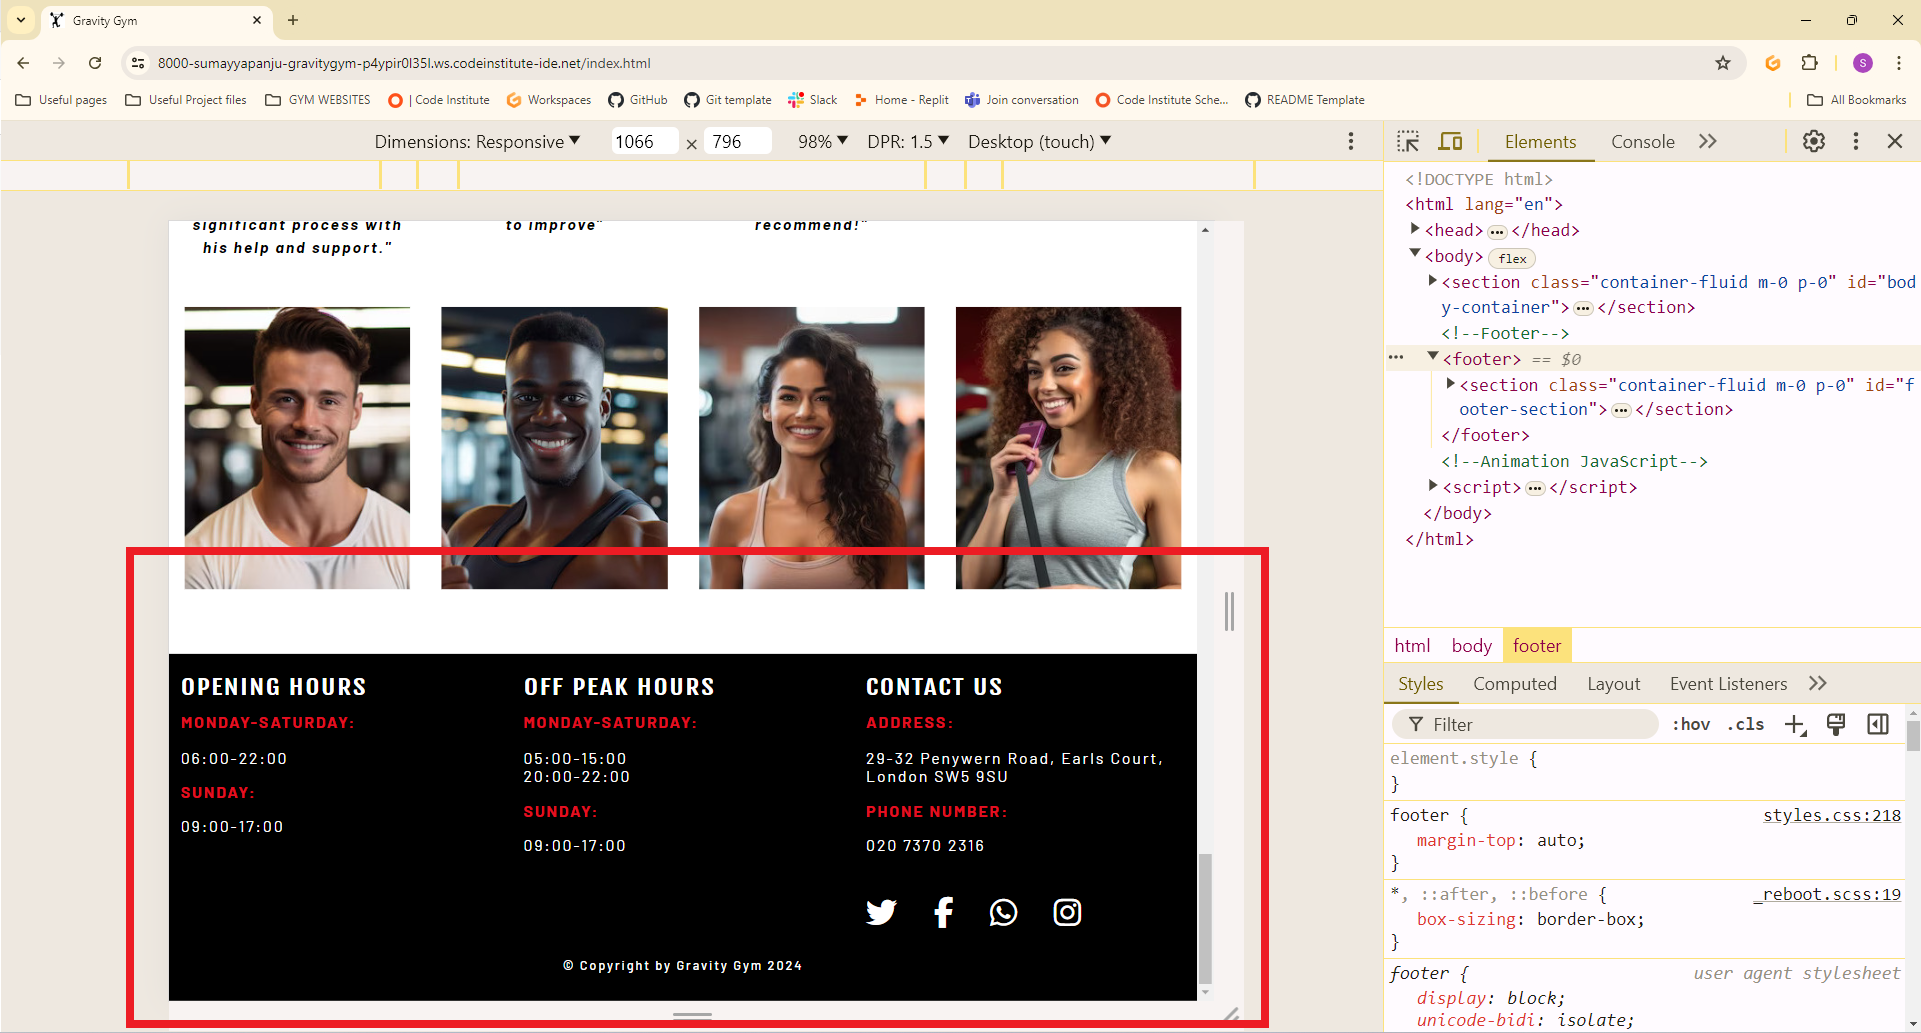 Gravity Gym
8000-sumayyapanju-gravitygym-p4ypir0l35l.ws.codeinstitute-ide.net/index.html
S
Useful pages
Useful Project files
GYM WEBSITES
| Code Institute
Workspaces
GitHub
Git template
Slack
Home - Replit
Join conversation
Code Institute Sche...
README Template
All Bookmarks
Dimensions: Responsive
1066 × 796
98%
DPR: 1.5
Desktop (touch)
significant process with
his help and support."
to improve"
recommend!"
OPENING HOURS
MONDAY-SATURDAY:
06:00-22:00
SUNDAY:
09:00-17:00
OFF PEAK HOURS
MONDAY-SATURDAY:
05:00-15:00
20:00-22:00
SUNDAY:
09:00-17:00
CONTACT US
ADDRESS:
29-32 Penywern Road, Earls Court,
London SW5 9SU
PHONE NUMBER:
020 7370 2316
© Copyright by Gravity Gym 2024
Elements
Console
<!DOCTYPE html>
<html lang="en">
<head>…</head>
<body> flex
<section class="container-fluid m-0 p-0" id="bod
y-container">…</section>
<!--Footer-->
<footer> == $0
<section class="container-fluid m-0 p-0" id="f
ooter-section">…</section>
</footer>
<!--Animation JavaScript-->
<script>…</script>
</body>
</html>
html body footer
Styles
Computed
Layout
Event Listeners
Filter
:hov .cls
element.style {
}
footer { styles.css:218
margin-top: auto;
}
*, ::after, ::before { _reboot.scss:19
box-sizing: border-box;
}
footer { user agent stylesheet
display: block;
unicode-bidi: isolate;